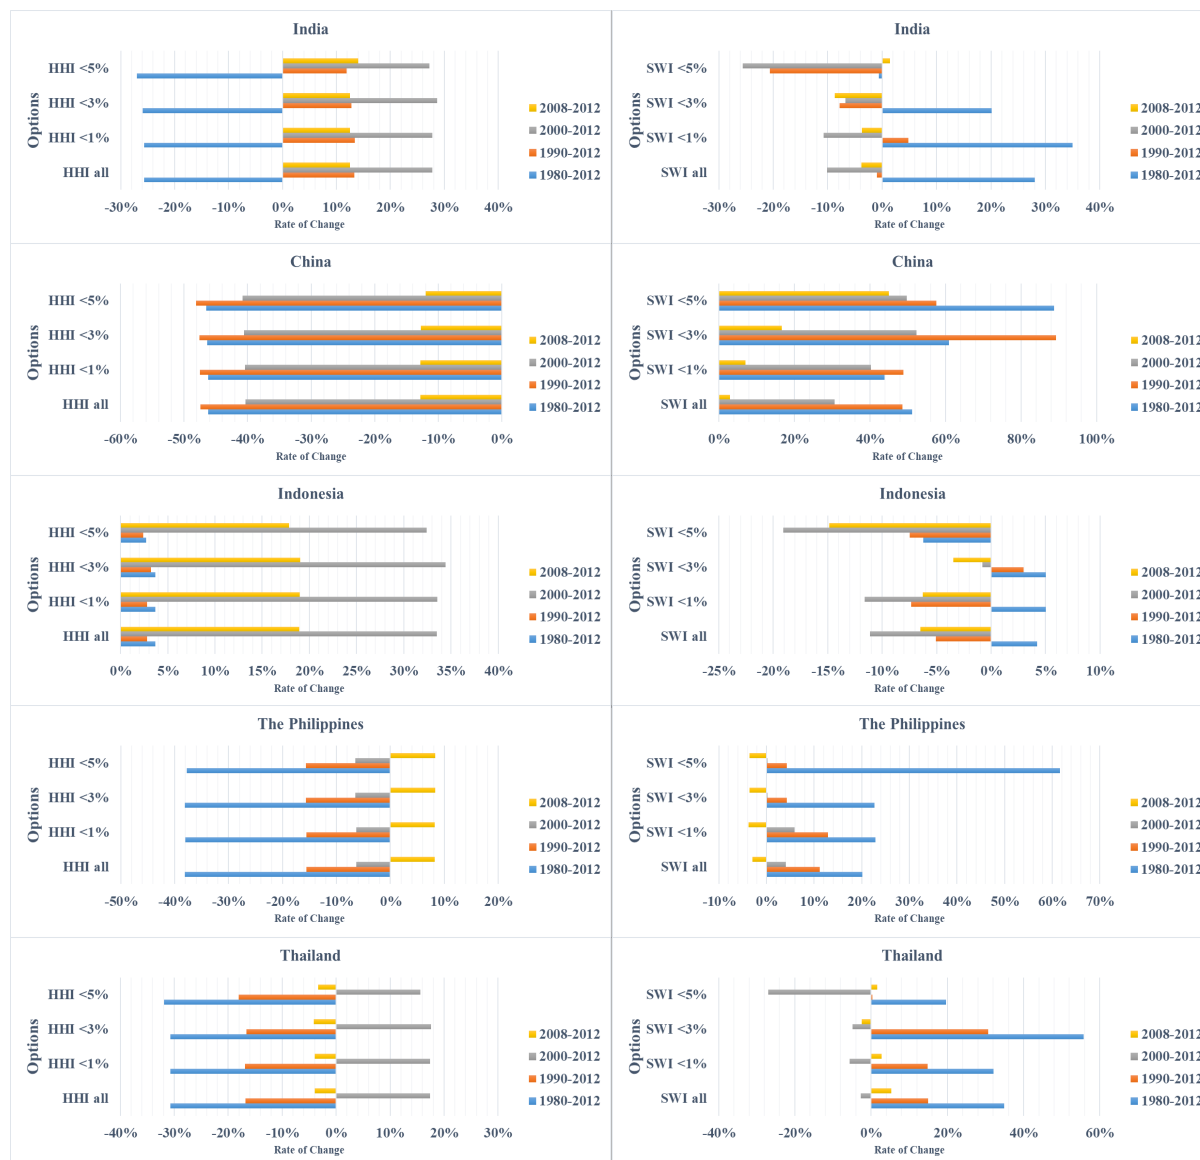 India
Options
HHI <5%
HHI <3%
HHI <1%
HHI all
-30% -20% -10% 0% 10% 20% 30% 40%
Rate of Change
2008-2012
2000-2012
1990-2012
1980-2012
India
Options
SWI <5%
SWI <3%
SWI <1%
SWI all
-30% -20% -10% 0% 10% 20% 30% 40%
Rate of Change
2008-2012
2000-2012
1990-2012
1980-2012
China
Options
HHI <5%
HHI <3%
HHI <1%
HHI all
-60% -50% -40% -30% -20% -10% 0%
Rate of Change
2008-2012
2000-2012
1990-2012
1980-2012
China
Options
SWI <5%
SWI <3%
SWI <1%
SWI all
0% 20% 40% 60% 80% 100%
Rate of Change
2008-2012
2000-2012
1990-2012
1980-2012
Indonesia
Options
HHI <5%
HHI <3%
HHI <1%
HHI all
0% 5% 10% 15% 20% 25% 30% 35% 40%
Rate of Change
2008-2012
2000-2012
1990-2012
1980-2012
Indonesia
Options
SWI <5%
SWI <3%
SWI <1%
SWI all
-25% -20% -15% -10% -5% 0% 5% 10%
Rate of Change
2008-2012
2000-2012
1990-2012
1980-2012
The Philippines
Options
HHI <5%
HHI <3%
HHI <1%
HHI all
-50% -40% -30% -20% -10% 0% 10% 20%
Rate of Change
2008-2012
2000-2012
1990-2012
1980-2012
The Philippines
Options
SWI <5%
SWI <3%
SWI <1%
SWI all
-10% 0% 10% 20% 30% 40% 50% 60% 70%
Rate of Change
2008-2012
2000-2012
1990-2012
1980-2012
Thailand
Options
HHI <5%
HHI <3%
HHI <1%
HHI all
-40% -30% -20% -10% 0% 10% 20% 30%
Rate of Change
2008-2012
2000-2012
1990-2012
1980-2012
Thailand
Options
SWI <5%
SWI <3%
SWI <1%
SWI all
-40% -20% 0% 20% 40% 60%
Rate of Change
2008-2012
2000-2012
1990-2012
1980-2012